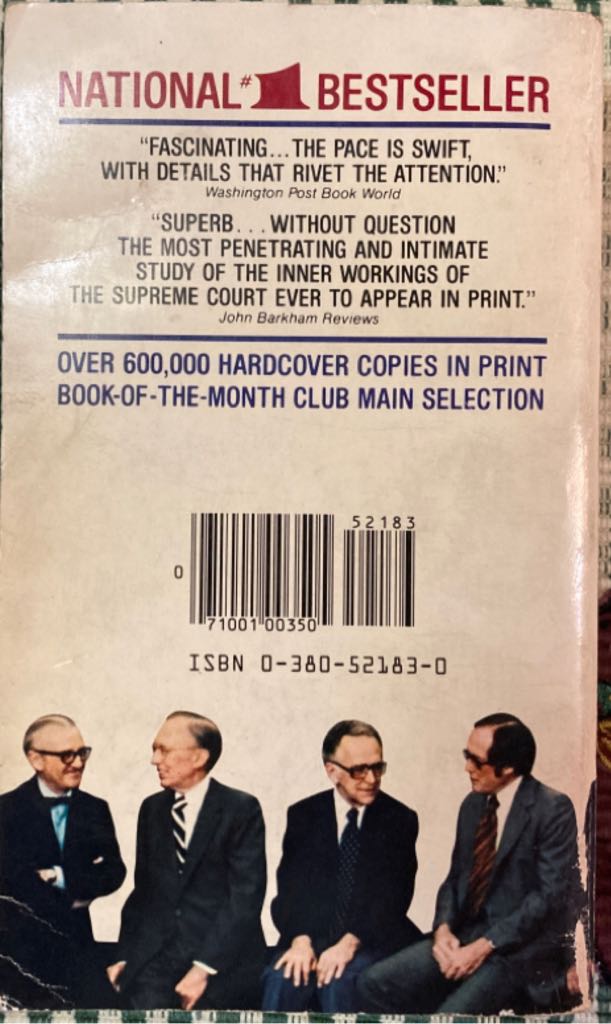 NATIONAL #1 BESTSELLER
“FASCINATING...THE PACE IS SWIFT,
WITH DETAILS THAT RIVET THE ATTENTION.”
Washington Post Book World
“SUPERB...WITHOUT QUESTION
THE MOST PENETRATING AND INTIMATE
STUDY OF THE INNER WORKINGS OF
THE SUPREME COURT EVER TO APPEAR IN PRINT.”
John Barkham Reviews
OVER 600,000 HARDCOVER COPIES IN PRINT
BOOK-OF-THE-MONTH CLUB MAIN SELECTION
52183
0
71001 00350
ISBN 0-380-52183-0